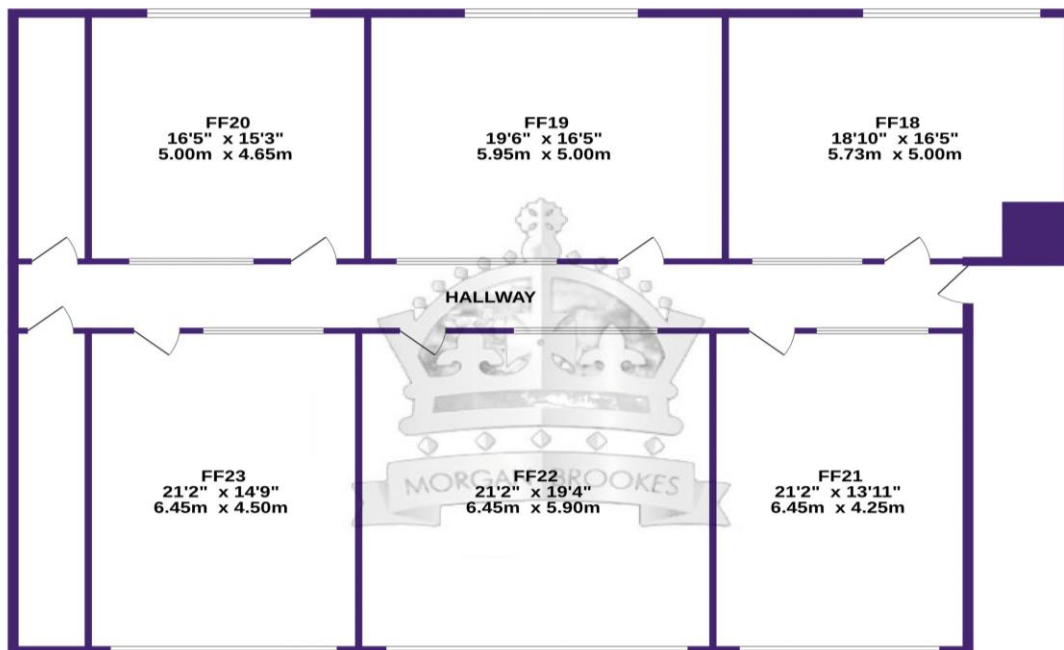 FF20
16'5" x 15'3"
5.00m x 4.65m
FF19
19'6" x 16'5"
5.95m x 5.00m
FF18
18'10" x 16'5"
5.73m x 5.00m
HALLWAY
FF23
21'2" x 14'9"
6.45m x 4.50m
FF22
21'2" x 19'4"
6.45m x 5.90m
FF21
21'2" x 13'11"
6.45m x 4.25m
MORGAN BROOKES